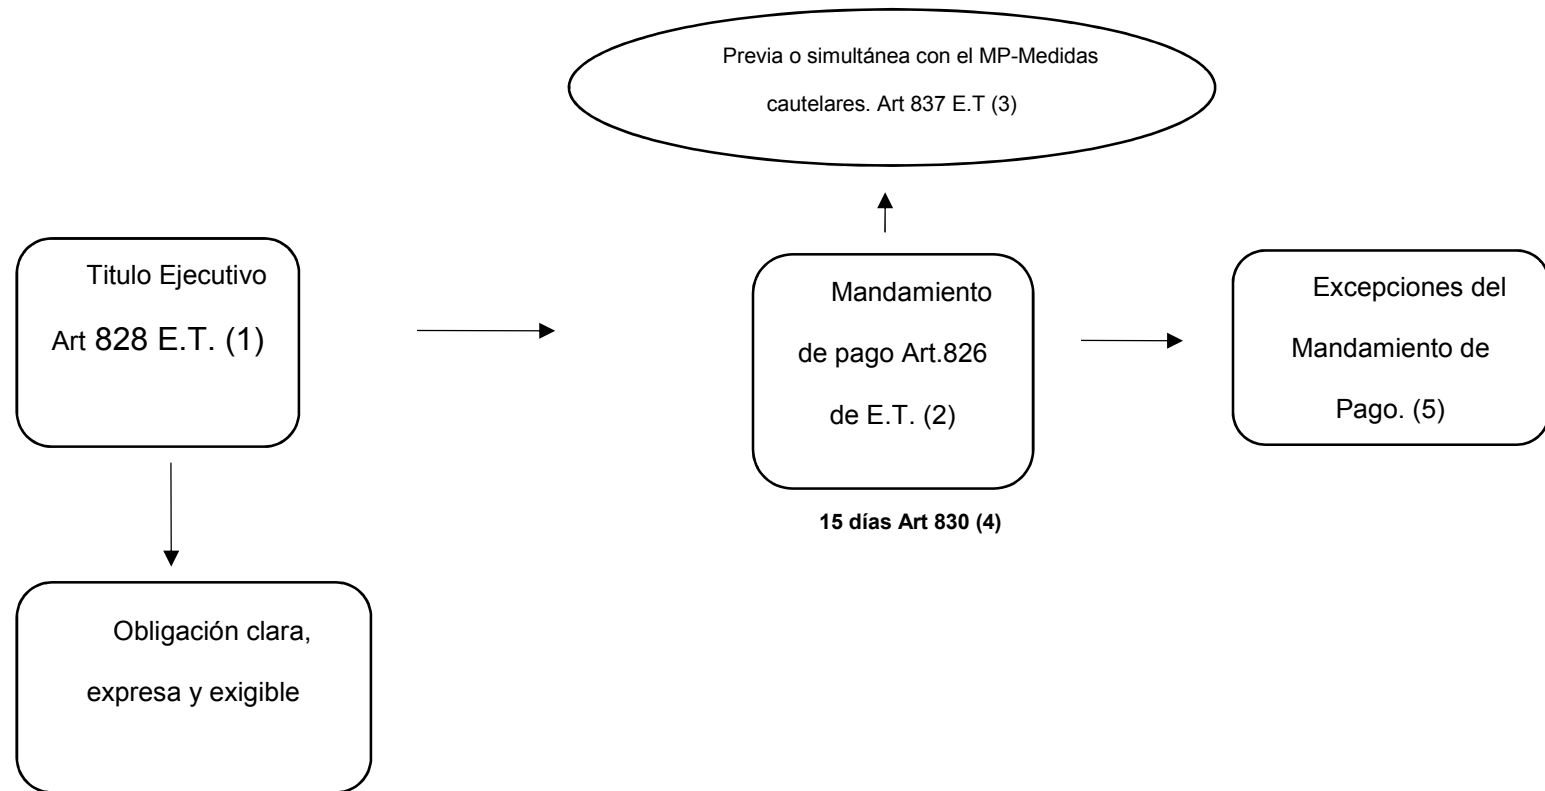 Previa o simultánea con el MP-Medidas
cautelares. Art 837 E.T (3)
Titulo Ejecutivo
Art 828 E.T. (1)
Mandamiento
de pago Art.826
de E.T. (2)
Excepciones del
Mandamiento de
Pago. (5)
15 días Art 830 (4)
Obligación clara,
expresa y exigible